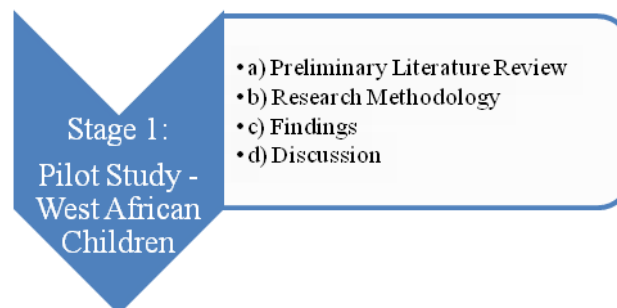 Stage 1:
Pilot Study -
West African
Children
• a) Preliminary Literature Review
• b) Research Methodology
• c) Findings
• d) Discussion